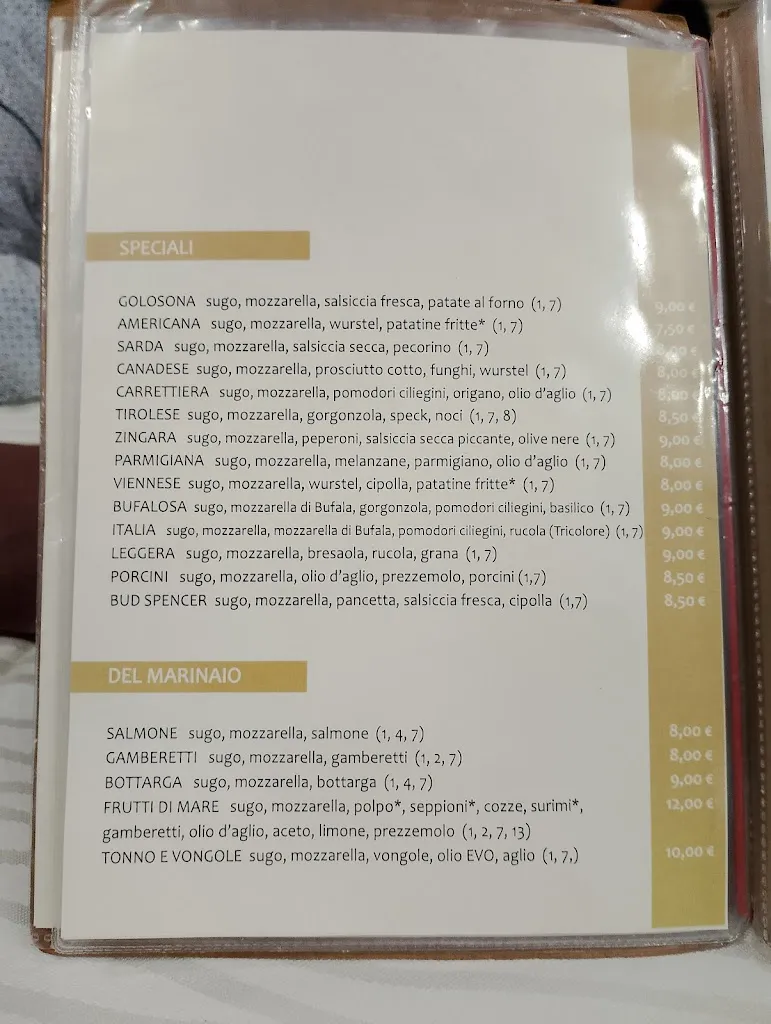 SPECIALI
GOLOSONA sugo, mozzarella, salsiccia fresca, patate al forno (1, 7) 9,00 €
AMERICANA sugo, mozzarella, wurstel, patatine fritte* (1, 7) 7,50 €
SARDA sugo, mozzarella, salsiccia secca, pecorino (1, 7) 8,00 €
CANADESE sugo, mozzarella, prosciutto cotto, funghi, wurstel (1, 7) 8,00 €
CARRETTIERA sugo, mozzarella, pomodori ciliegini, origano, olio d'aglio (1, 7) 8,00 €
TIROLESE sugo, mozzarella, gorgonzola, speck, noci (1, 7, 8) 8,50 €
ZINGARA sugo, mozzarella, peperoni, salsiccia secca piccante, olive nere (1, 7) 9,00 €
PARMIGIANA sugo, mozzarella, melanzane, parmigiano, olio d'aglio (1, 7) 8,00 €
VIENNESE sugo, mozzarella, wurstel, cipolla, patatine fritte* (1, 7) 8,00 €
BUFALOSA sugo, mozzarella di Bufala, gorgonzola, pomodori ciliegini, basilico (1, 7) 9,00 €
ITALIA sugo, mozzarella, mozzarella di Bufala, pomodori ciliegini, rucola (Tricolore) (1, 7) 9,00 €
LEGGERA sugo, mozzarella, bresaola, rucola, grana (1, 7) 9,00 €
PORCINI sugo, mozzarella, olio d'aglio, prezzemolo, porcini (1,7) 8,50 €
BUD SPENCER sugo, mozzarella, pancetta, salsiccia fresca, cipolla (1,7) 8,50 €
DEL MARINAIO
SALMONE sugo, mozzarella, salmone (1, 4, 7) 8,00 €
GAMBERETTI sugo, mozzarella, gamberetti (1, 2, 7) 8,00 €
BOTTARGA sugo, mozzarella, bottarga (1, 4, 7) 9,00 €
FRUTTI DI MARE sugo, mozzarella, polpo*, seppioni*, cozze, surimi*, 12,00 €
gamberetti, olio d'aglio, aceto, limone, prezzemolo (1, 2, 7, 13)
TONNO E VONGOLE sugo, mozzarella, vongole, olio EVO, aglio (1, 7,) 10,00 €